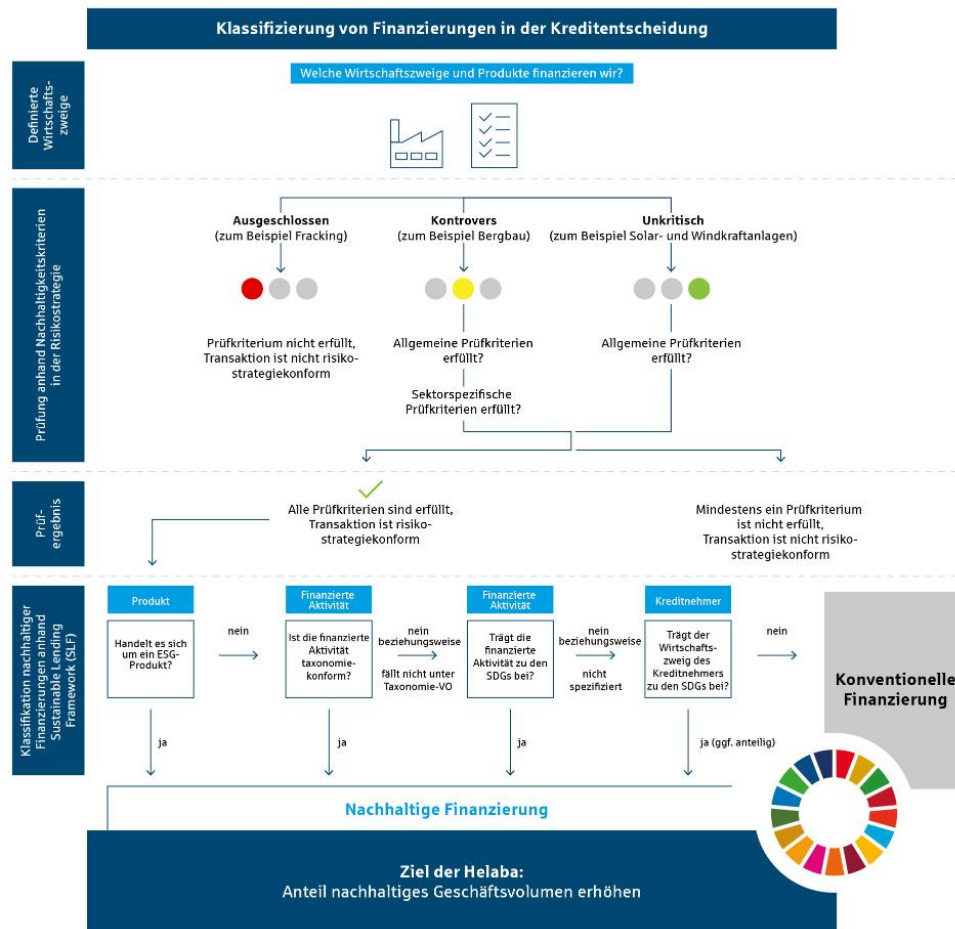 Klassifizierung von Finanzierungen in der Kreditentscheidung
Definierte
Wirtschafts-
zweige
Welche Wirtschaftszweige und Produkte finanzieren wir?
Prüfung anhand Nachhaltigkeitskriterien
in der Risikostrategie
Ausgeschlossen
(zum Beispiel Fracking)
Kontrovers
(zum Beispiel Bergbau)
Unkritisch
(zum Beispiel Solar- und Windkraftanlagen)
Prüfkriterium nicht erfüllt,
Transaktion ist nicht risiko-
strategiekonform
Allgemeine Prüfkriterien
erfüllt?
Sektorspezifische
Prüfkriterien erfüllt?
Allgemeine Prüfkriterien
erfüllt?
Prüf-
ergebnis
Alle Prüfkriterien sind erfüllt,
Transaktion ist risiko-
strategiekonform
Mindestens ein Prüfkriterium
ist nicht erfüllt,
Transaktion ist nicht risiko-
strategiekonform
Klassifikation nachhaltiger
Finanzierungen anhand
Sustainable Lending
Framework (SLF)
Produkt
Handelt es sich
um ein ESG-
Produkt?
nein
Finanzierte
Aktivität
Ist die finanzierte
Aktivität
taxonomie-
konform?
nein
beziehungsweise
fällt nicht unter
Taxonomie-VO
Finanzierte
Aktivität
Trägt die
finanzierte
Aktivität zu den
SDGs bei?
nein
beziehungsweise
nicht
spezifiziert
Kreditnehmer
Trägt der
Wirtschafts-
zweig des
Kreditnehmers
zu den SDGs bei?
nein
Konventionelle
Finanzierung
ja
ja
ja
ja (ggf. anteilig)
Nachhaltige Finanzierung
Ziel der Helaba:
Anteil nachhaltiges Geschäftsvolumen erhöhen